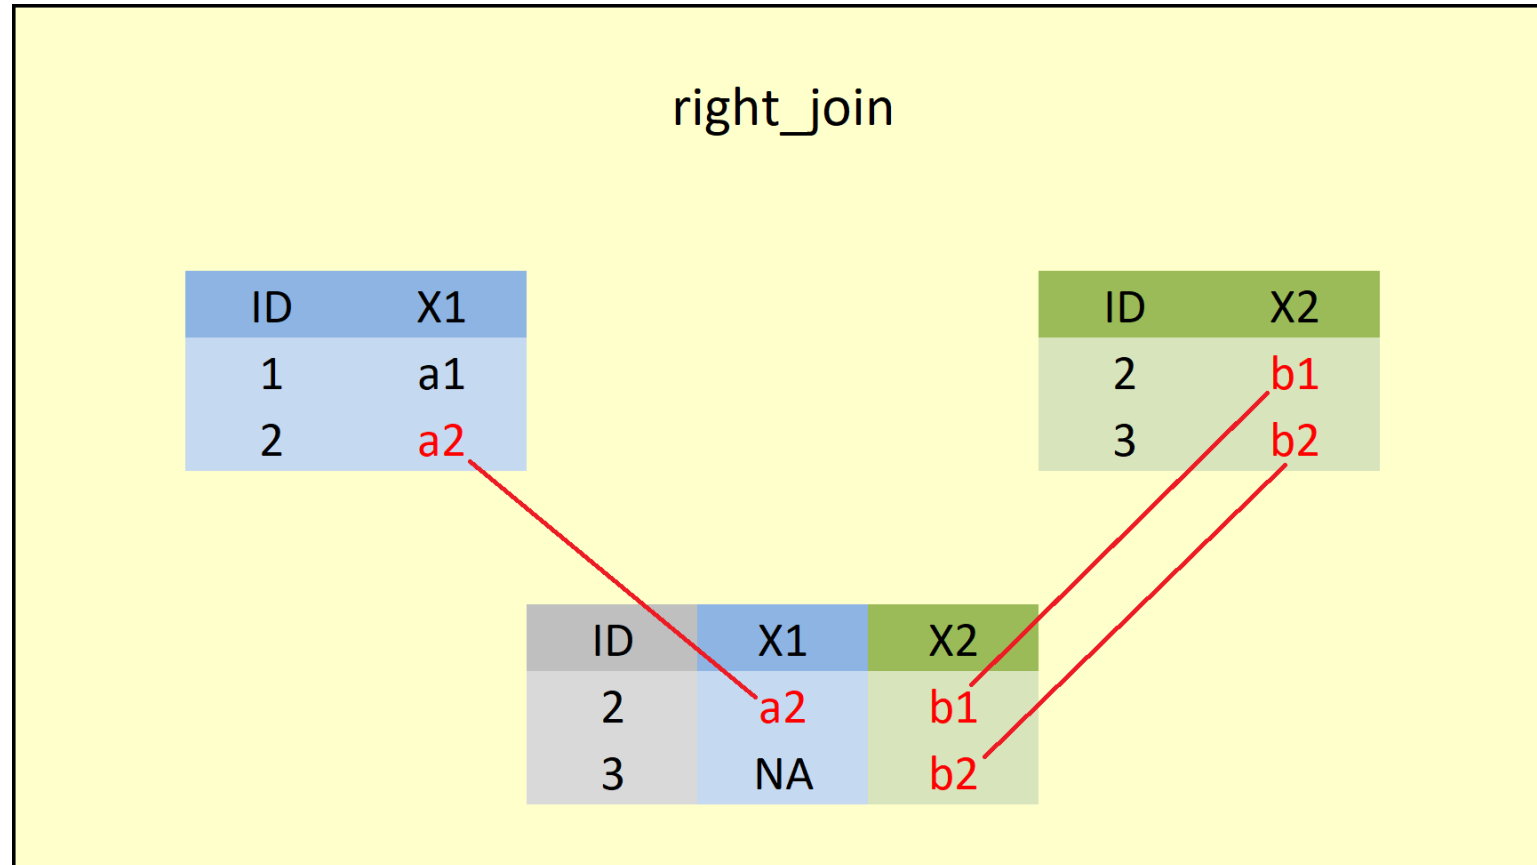 right_join
ID X1
1 a1
2 a2
ID X2
2 b1
3 b2
ID X1 X2
2 a2 b1
3 NA b2